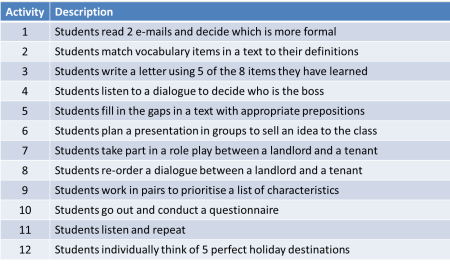 Activity Description
1 Students read 2 e-mails and decide which is more formal
2 Students match vocabulary items in a text to their definitions
3 Students write a letter using 5 of the 8 items they have learned
4 Students listen to a dialogue to decide who is the boss
5 Students fill in the gaps in a text with appropriate prepositions
6 Students plan a presentation in groups to sell an idea to the class
7 Students take part in a role play between a landlord and a tenant
8 Students re-order a dialogue between a landlord and a tenant
9 Students work in pairs to prioritise a list of characteristics
10 Students go out and conduct a questionnaire
11 Students listen and repeat
12 Students individually think of 5 perfect holiday destinations